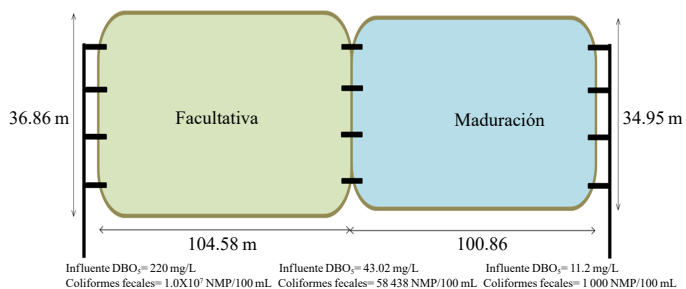 36.86 m
Facultativa
Maduración
34.95 m
104.58 m
100.86
Influente DBO₅= 220 mg/L
Coliformes fecales= 1.0X10⁷ NMP/100 mL
Influente DBO₅= 43.02 mg/L
Coliformes fecales= 58 438 NMP/100 mL
Influente DBO₅= 11.2 mg/L
Coliformes fecales= 1 000 NMP/100 mL